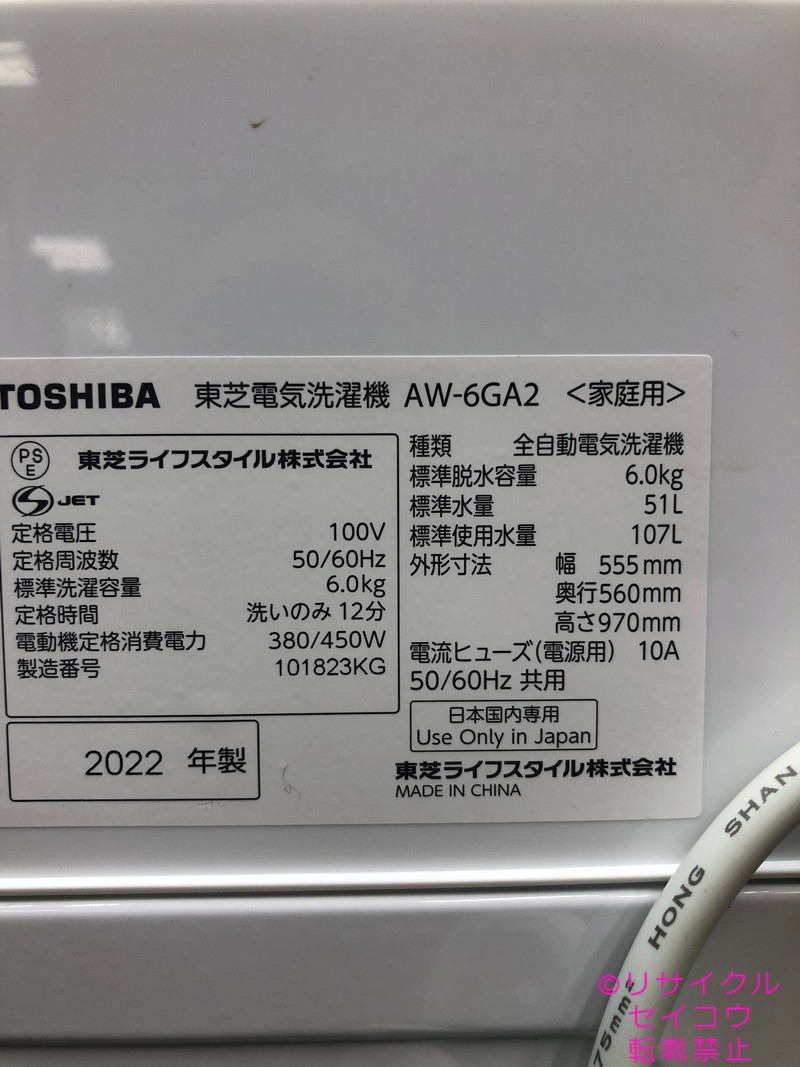 TOSHIBA 東芝電気洗濯機 AW-6GA2 <家庭用>
PS
E
東芝ライフスタイル株式会社
S JET
定格電圧 100V
定格周波数 50/60Hz
標準洗濯容量 6.0kg
定格時間 洗いのみ 12分
電動機定格消費電力 380/450W
製造番号 101823KG
2022 年製
種類 全自動電気洗濯機
標準脱水容量 6.0kg
標準水量 51L
標準使用水量 107L
外形寸法 幅 555mm
奥行560mm
高さ970mm
電流ヒューズ(電源用) 10A
50/60Hz 共用
日本国内専用
Use Only in Japan
東芝ライフスタイル株式会社
MADE IN CHINA
75mm² HONG SHAN
©リサイクル
セイコウ
転載禁止